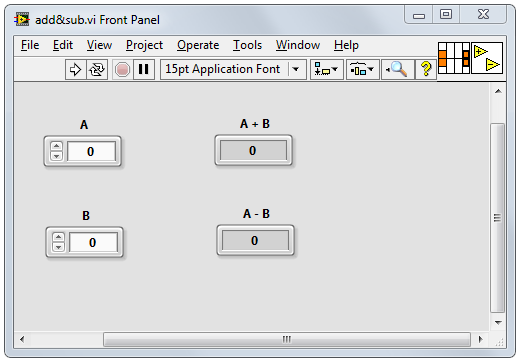 add&sub.vi Front Panel
File Edit View Project Operate Tools Window Help
15pt Application Font
?
A
0
A + B
0
B
0
A - B
0